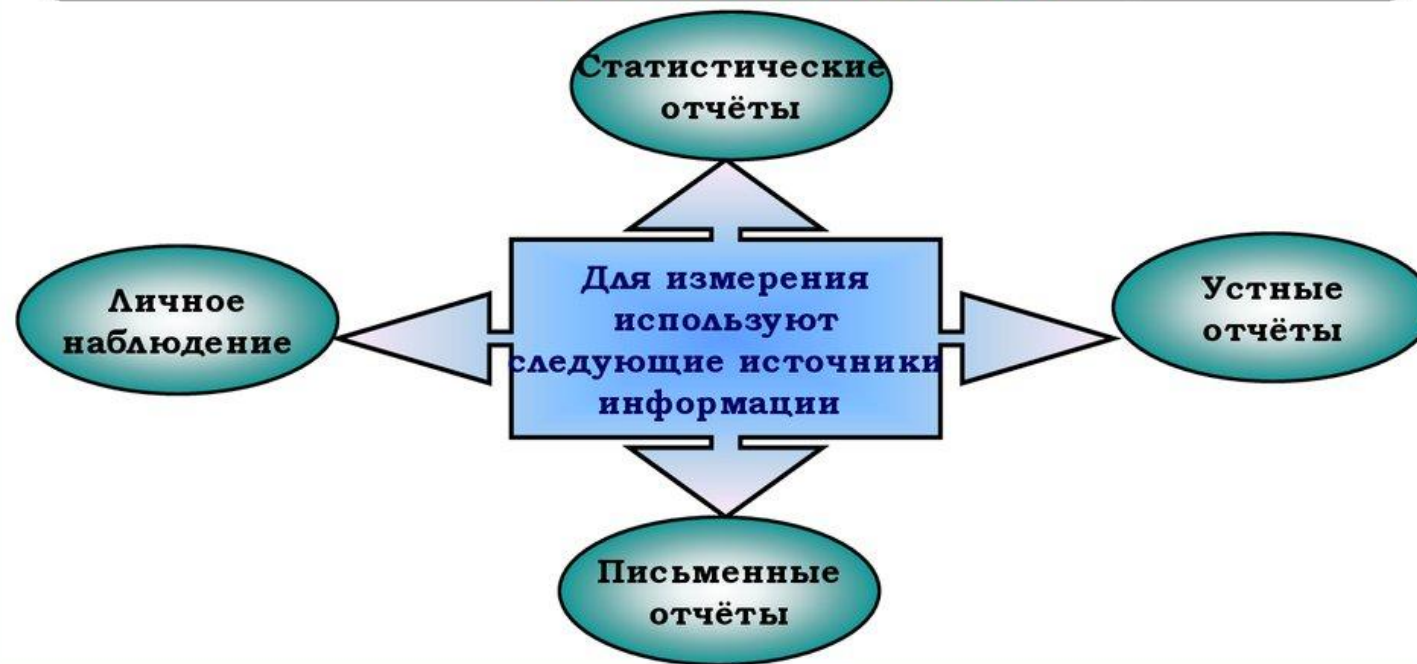 Статистические
отчёты
Для измерения
используют
следующие источники
информации
Личное
наблюдение
Устные
отчёты
Письменные
отчёты